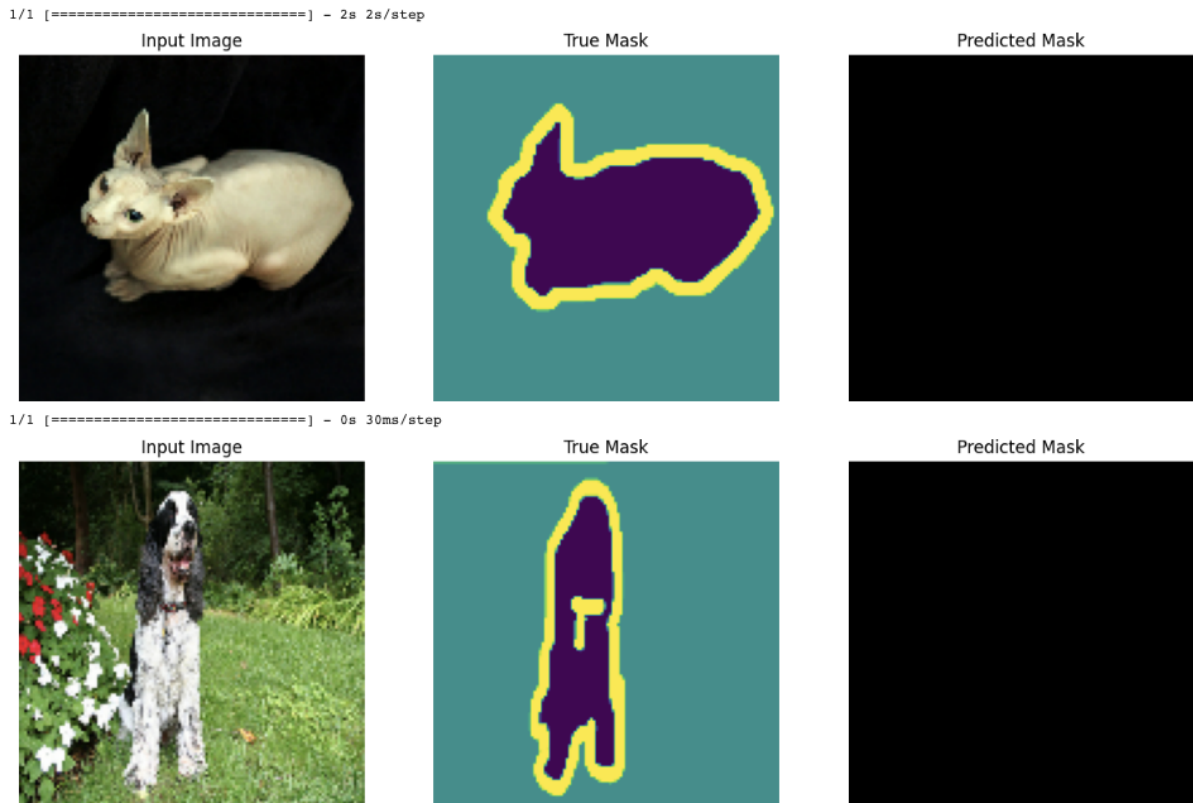 1/1 [==============================] - 2s 2s/step
Input Image True Mask Predicted Mask
1/1 [==============================] - 0s 30ms/step
Input Image True Mask Predicted Mask